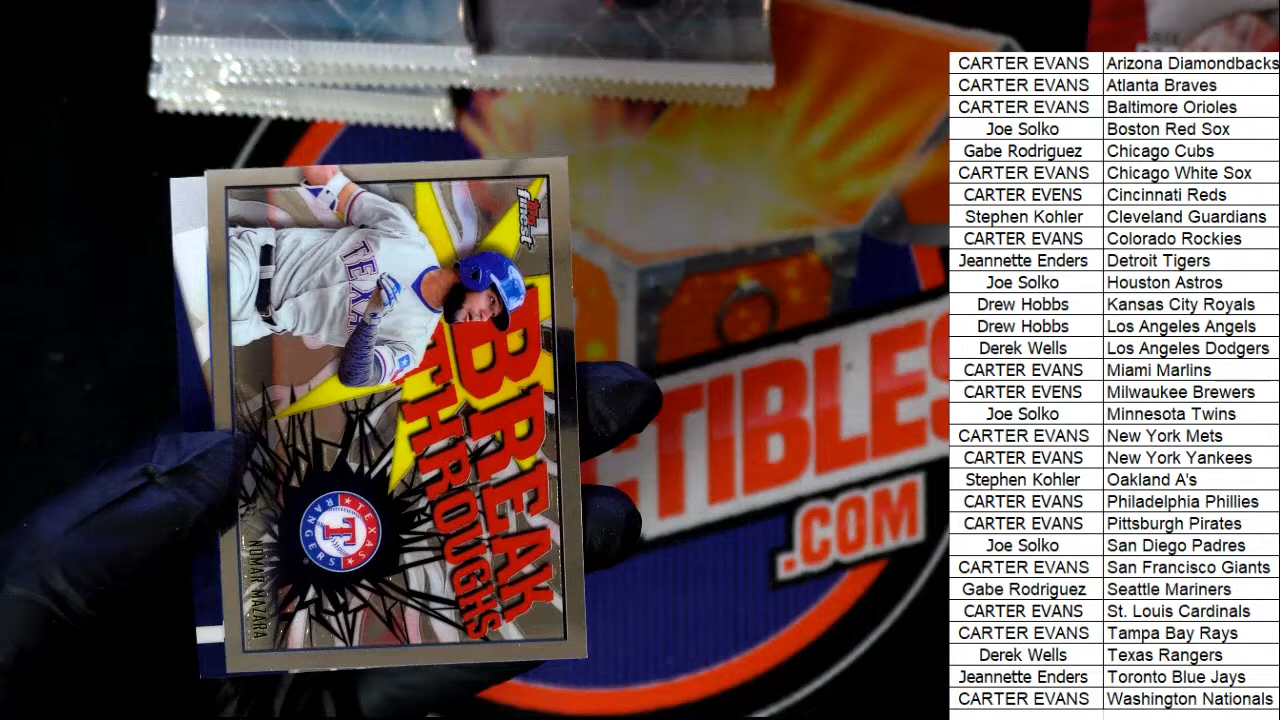 topps
finest
TEXAS
BREAK
THROUGHS
TEXAS
RANGERS
T
NOMAR MAZARA
TIBLES
.COM
CARTER EVANS Arizona Diamondbacks
CARTER EVANS Atlanta Braves
CARTER EVANS Baltimore Orioles
Joe Solko Boston Red Sox
Gabe Rodriguez Chicago Cubs
CARTER EVANS Chicago White Sox
CARTER EVENS Cincinnati Reds
Stephen Kohler Cleveland Guardians
CARTER EVANS Colorado Rockies
Jeannette Enders Detroit Tigers
Joe Solko Houston Astros
Drew Hobbs Kansas City Royals
Drew Hobbs Los Angeles Angels
Derek Wells Los Angeles Dodgers
CARTER EVANS Miami Marlins
CARTER EVENS Milwaukee Brewers
Joe Solko Minnesota Twins
CARTER EVANS New York Mets
CARTER EVANS New York Yankees
Stephen Kohler Oakland A's
CARTER EVANS Philadelphia Phillies
CARTER EVANS Pittsburgh Pirates
Joe Solko San Diego Padres
CARTER EVANS San Francisco Giants
Gabe Rodriguez Seattle Mariners
CARTER EVANS St. Louis Cardinals
CARTER EVANS Tampa Bay Rays
Derek Wells Texas Rangers
Jeannette Enders Toronto Blue Jays
CARTER EVANS Washington Nationals